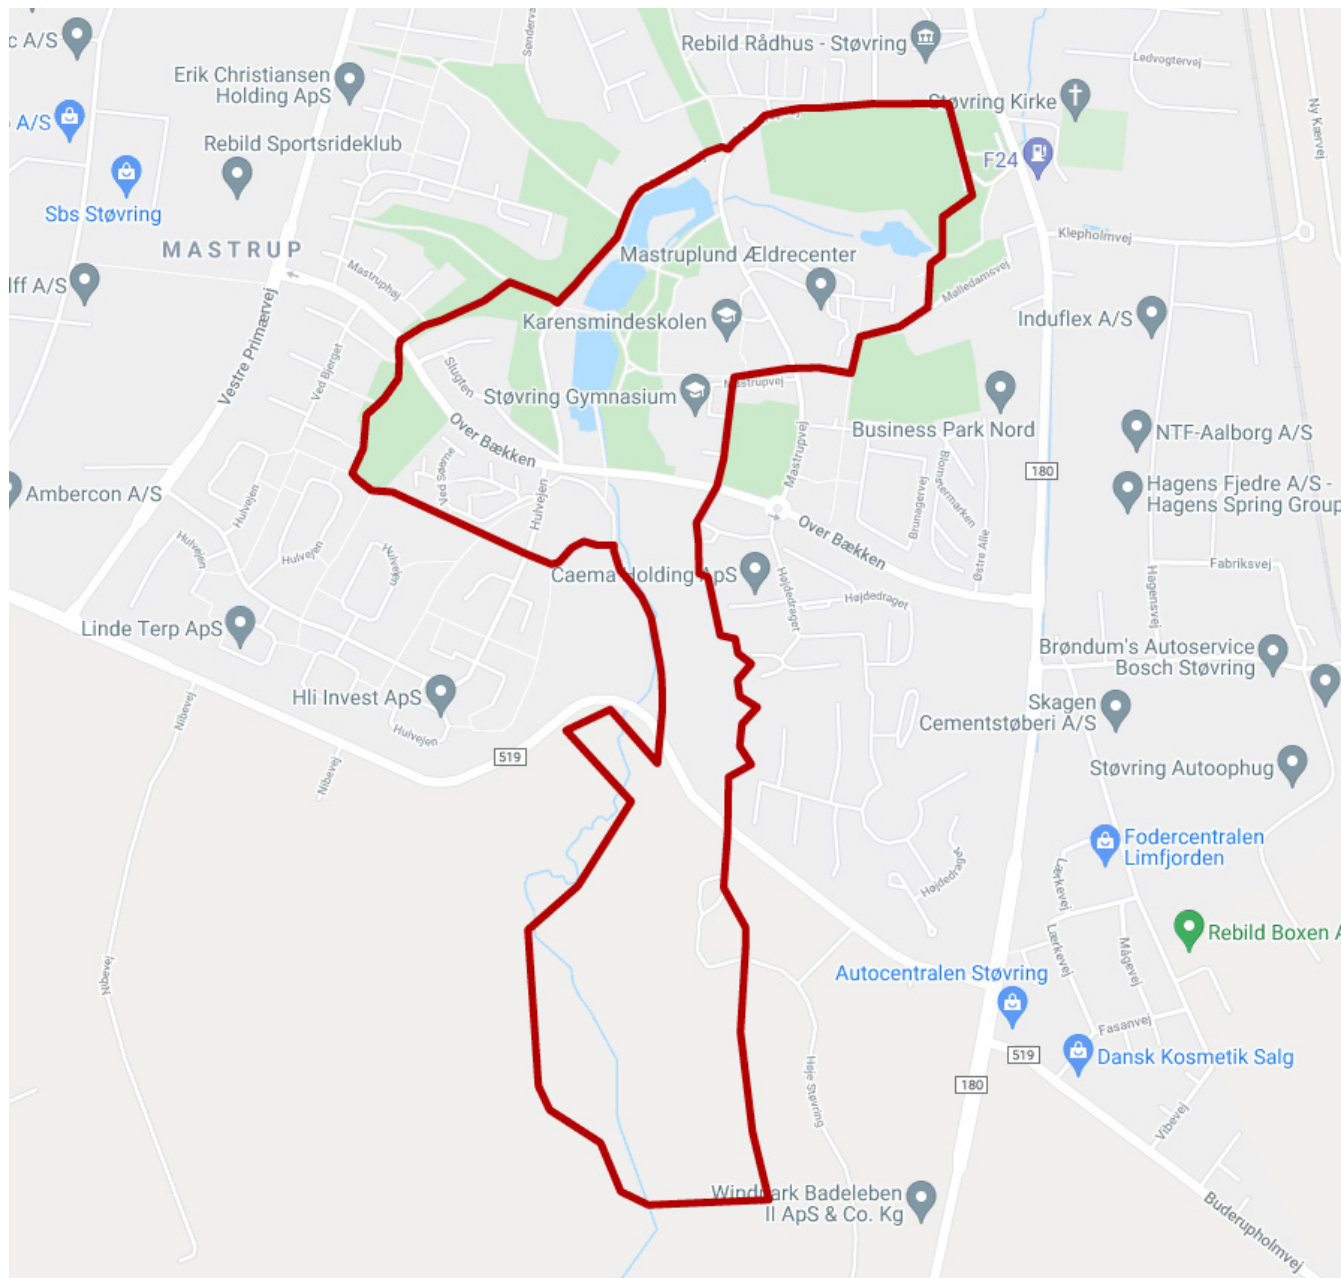 c A/S
Rebild Rådhus - Støvring
Søndervа
Ledvogtervej
Erik Christiansen
Holding ApS
Støvring Kirke
Ny Kærvej
A/S
Rebild Sportsrideklub
F24
Sbs Støvring
Klepholmvej
MASTRUP
Mastruplund Ældrecenter
Mastruphøj
Mølledamsvej
lff A/S
Karensmindeskolen
Induflex A/S
Vestre Primærvej
Ved Bjerget
Slugten
Mastrupvej
Støvring Gymnasium
Over Bækken
Business Park Nord
NTF-Aalborg A/S
Mastrupvej
Ved Søerne
180
Blomstermarken
Ambercon A/S
Hulvejen
Hulvejen
Hagens Fjedre A/S -
Hagens Spring Group
Brunagervej
Over Bækken
Hulvejen
Hulvejen
Hulvejen
Østre Alle
Fabriksvej
Caema Holding ApS
Højdedraget
Højdedraget
Hagensvej
Linde Terp ApS
Brøndum's Autoservice
Bosch Støvring
Hli Invest ApS
Nibevej
Skagen
Cementstøberi A/S
Hulvejen
519
Nibevej
Støvring Autoophug
Fodercentralen
Limfjorden
Højdedraget
Lærkevej
Rebild Boxen A
Lærkevej
Mågevej
Nibevej
Autocentralen Støvring
Fasanvej
519
Dansk Kosmetik Salg
180
Høje Støvring
Vibevej
Windpark Badeleben
II ApS & Co. Kg
Buderupholmvej